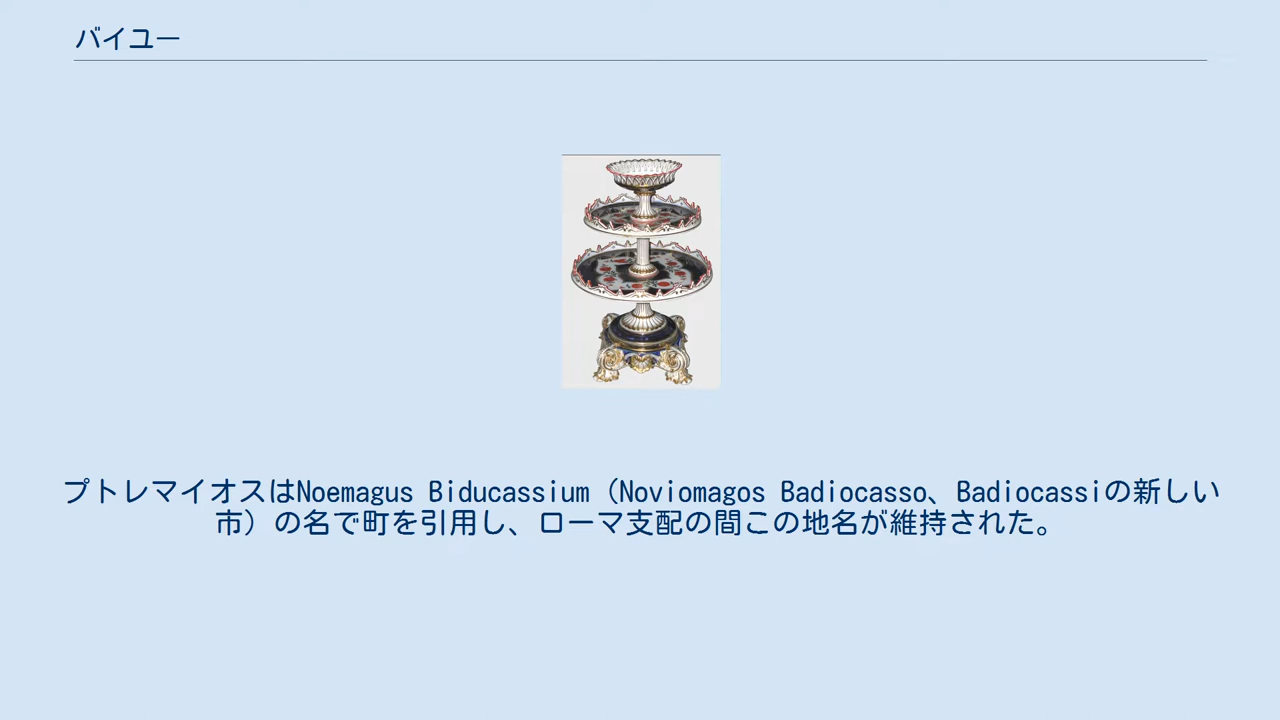 バイユー
プトレマイオスはNoemagus Biducassium（Noviomagos Badiocasso、Badiocassiの新しい
市）の名で町を引用し、ローマ支配の間この地名が維持された。